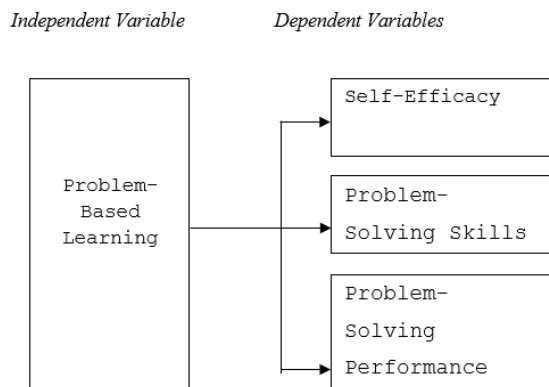 Independent Variable
Dependent Variables
Problem-
Based
Learning
Self-Efficacy
Problem-
Solving Skills
Problem-
Solving
Performance